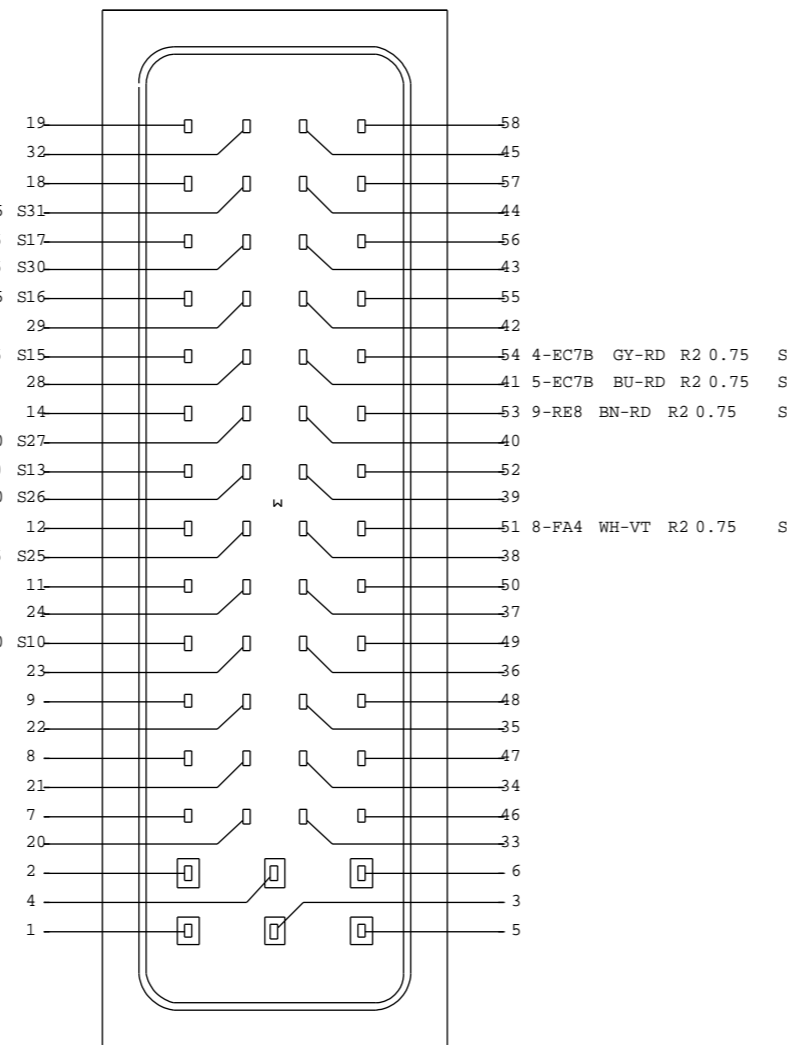 19 58
32 45
18 57
S31 44
S17 56
S30 43
S16 55
29 42
S15 54 4-EC7B GY-RD R2 0.75 S
28 41 5-EC7B BU-RD R2 0.75 S
14 53 9-RE8 BN-RD R2 0.75 S
S27 40
S13 52
S26 39
W
12 51 8-FA4 WH-VT R2 0.75 S
S25 38
11 50
24 37
S10 49
23 36
9 48
22 35
8 47
21 34
7 46
20 33
2 6
4 3
1 5